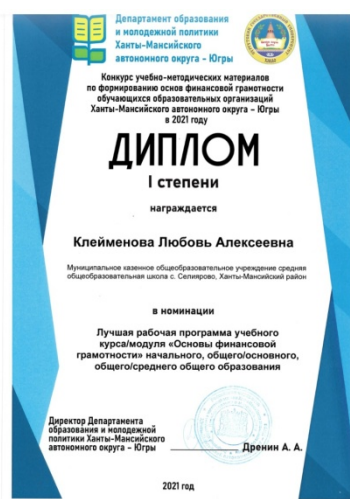 Департамент образования
и молодежной политики
Ханты-Мансийского
автономного округа - Югры
Конкурс учебно-методических материалов
по формированию основ финансовой грамотности
обучающихся образовательных организаций
Ханты-Мансийского автономного округа – Югры
в 2021 году
ДИПЛОМ
I степени
награждается
Клейменова Любовь Алексеевна
Муниципальное казенное общеобразовательное учреждение средняя
общеобразовательная школа с. Селиярово, Ханты-Мансийский район
в номинации
Лучшая рабочая программа учебного
курса/модуля «Основы финансовой
грамотности» начального, общего/основного,
общего/среднего общего образования
Директор Департамента
образования и молодежной
политики Ханты-Мансийского
автономного округа – Югры
Дренин А. А.
2021 год